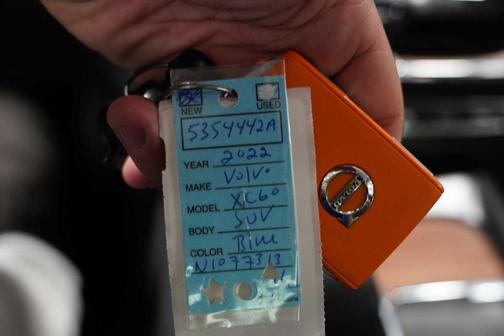 NEW USED
5354442A
YEAR 2022
MAKE Volvo
MODEL XC60
BODY SUV
COLOR Blue
N1077313
VOLVO